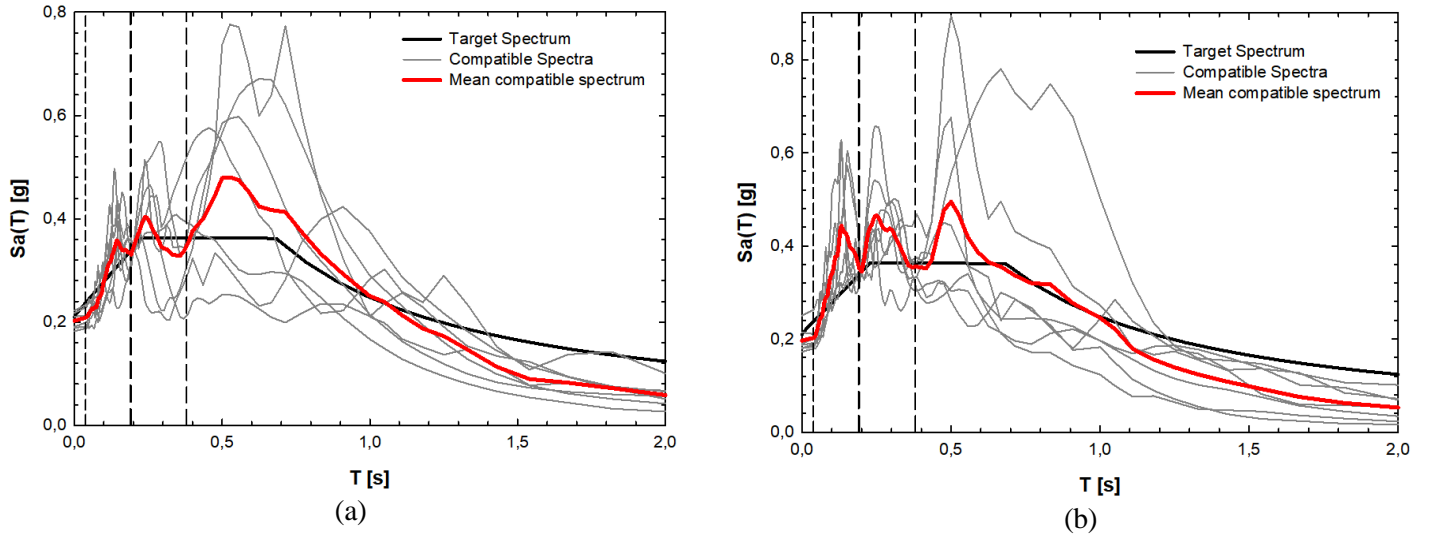 0,8
0,6
0,4
0,2
0,0
Sa(T) [g]
Target Spectrum
Compatible Spectra
Mean compatible spectrum
0,0 0,5 1,0 1,5 2,0
T [s]
(a)
0,8
0,6
0,4
0,2
0,0
Sa(T) [g]
Target Spectrum
Compatible Spectra
Mean compatible spectrum
0,0 0,5 1,0 1,5 2,0
T [s]
(b)